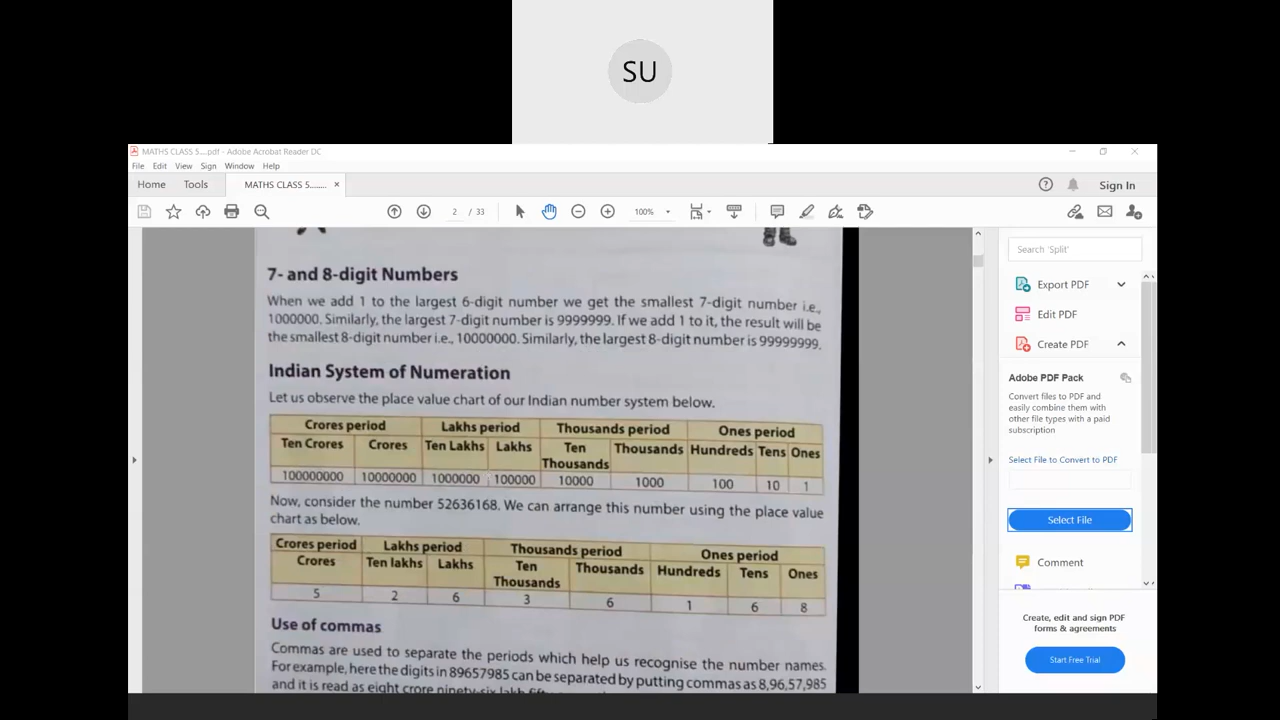 SU
MATHS CLASS 5....pdf - Adobe Acrobat Reader DC
File Edit View Sign Window Help
Home Tools MATHS CLASS 5........ × Sign In
2 / 33 100%
7- and 8-digit Numbers
When we add 1 to the largest 6-digit number we get the smallest 7-digit number i.e.,
1000000. Similarly, the largest 7-digit number is 9999999. If we add 1 to it, the result will be
the smallest 8-digit number i.e., 10000000. Similarly, the largest 8-digit number is 99999999.
Indian System of Numeration
Let us observe the place value chart of our Indian number system below.
Crores period Lakhs period Thousands period Ones period
Ten Crores Crores Ten Lakhs Lakhs Ten Thousands Thousands Hundreds Tens Ones
100000000 10000000 1000000 100000 10000 1000 100 10 1
Now, consider the number 52636168. We can arrange this number using the place value
chart as below.
Crores period Lakhs period Thousands period Ones period
Crores Ten lakhs Lakhs Ten Thousands Thousands Hundreds Tens Ones
5 2 6 3 6 1 6 8
Use of commas
Commas are used to separate the periods which help us recognise the number names.
For example, here the digits in 89657985 can be separated by putting commas as 8,96,57,985
and it is read as eight crore ninety-six lakh
Search 'Split'
Export PDF
Edit PDF
Create PDF
Adobe PDF Pack
Convert files to PDF and
easily combine them with
other file types with a paid
subscription
Select File to Convert to PDF
Select File
Comment
Create, edit and sign PDF
forms & agreements
Start Free Trial